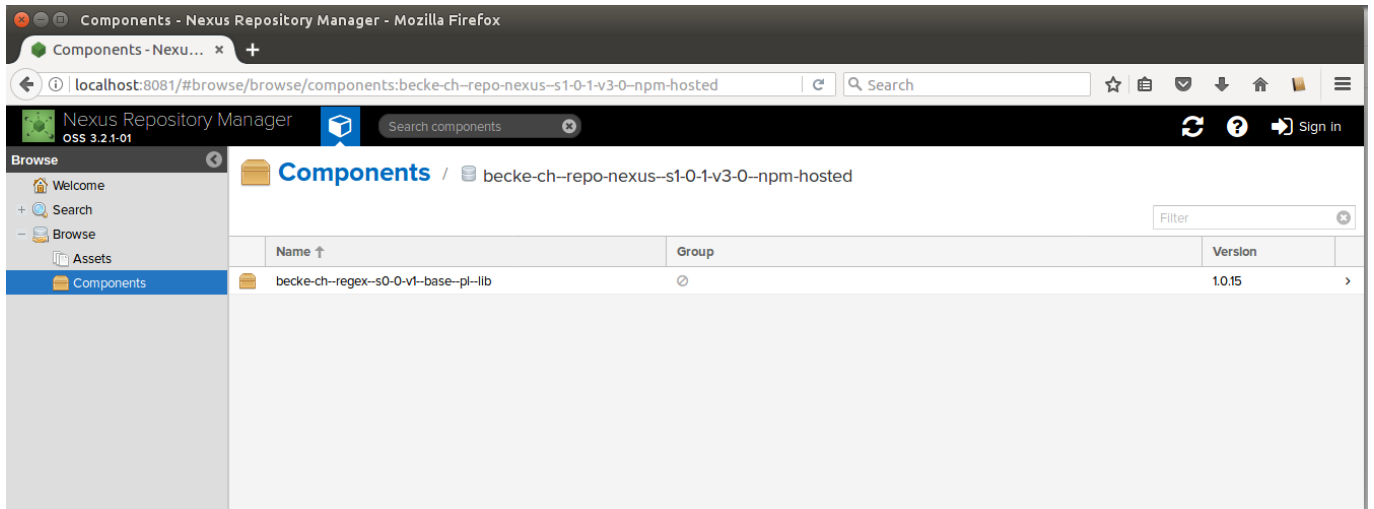 Components - Nexus Repository Manager - Mozilla Firefox
Components - Nexu... ×
localhost:8081/#browse/browse/components:becke-ch--repo-nexus--s1-0-1-v3-0--npm-hosted
Search
Nexus Repository Manager
OSS 3.2.1-01
Search components
Sign in
Browse
Welcome
Search
Browse
Assets
Components
Components / becke-ch--repo-nexus--s1-0-1-v3-0--npm-hosted
Filter
Name Group Version
becke-ch--regex--s0-0-v1--base--pl--lib 1.0.15